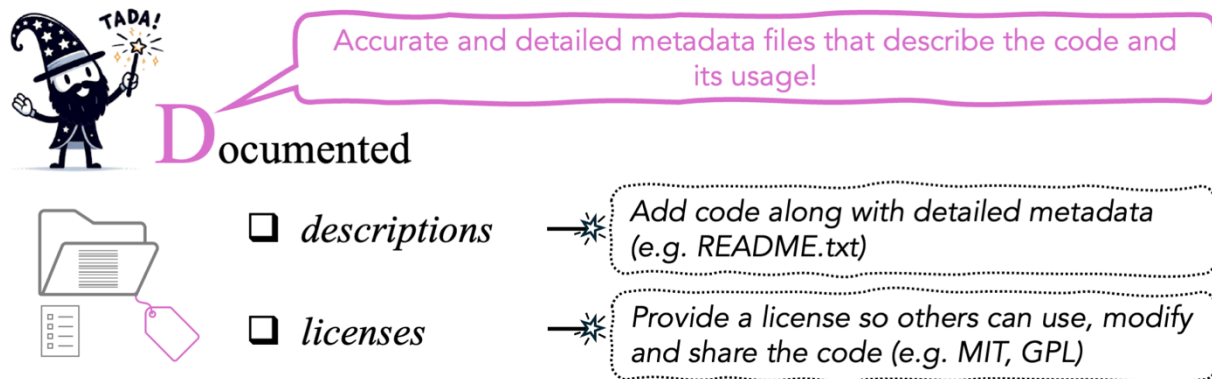 TADA!
Accurate and detailed metadata files that describe the code and
its usage!
Documented
descriptions
Add code along with detailed metadata
(e.g. README.txt)
licenses
Provide a license so others can use, modify
and share the code (e.g. MIT, GPL)